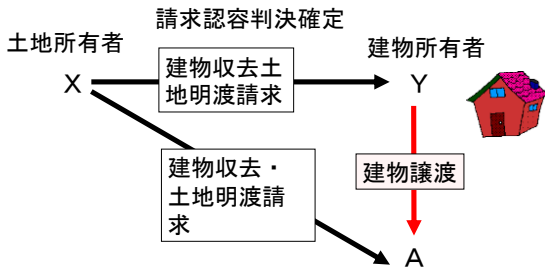 請求認容判決確定
土地所有者
建物所有者
X
建物収去土
地明渡請求
Y
建物収去・
土地明渡請
求
建物譲渡
A